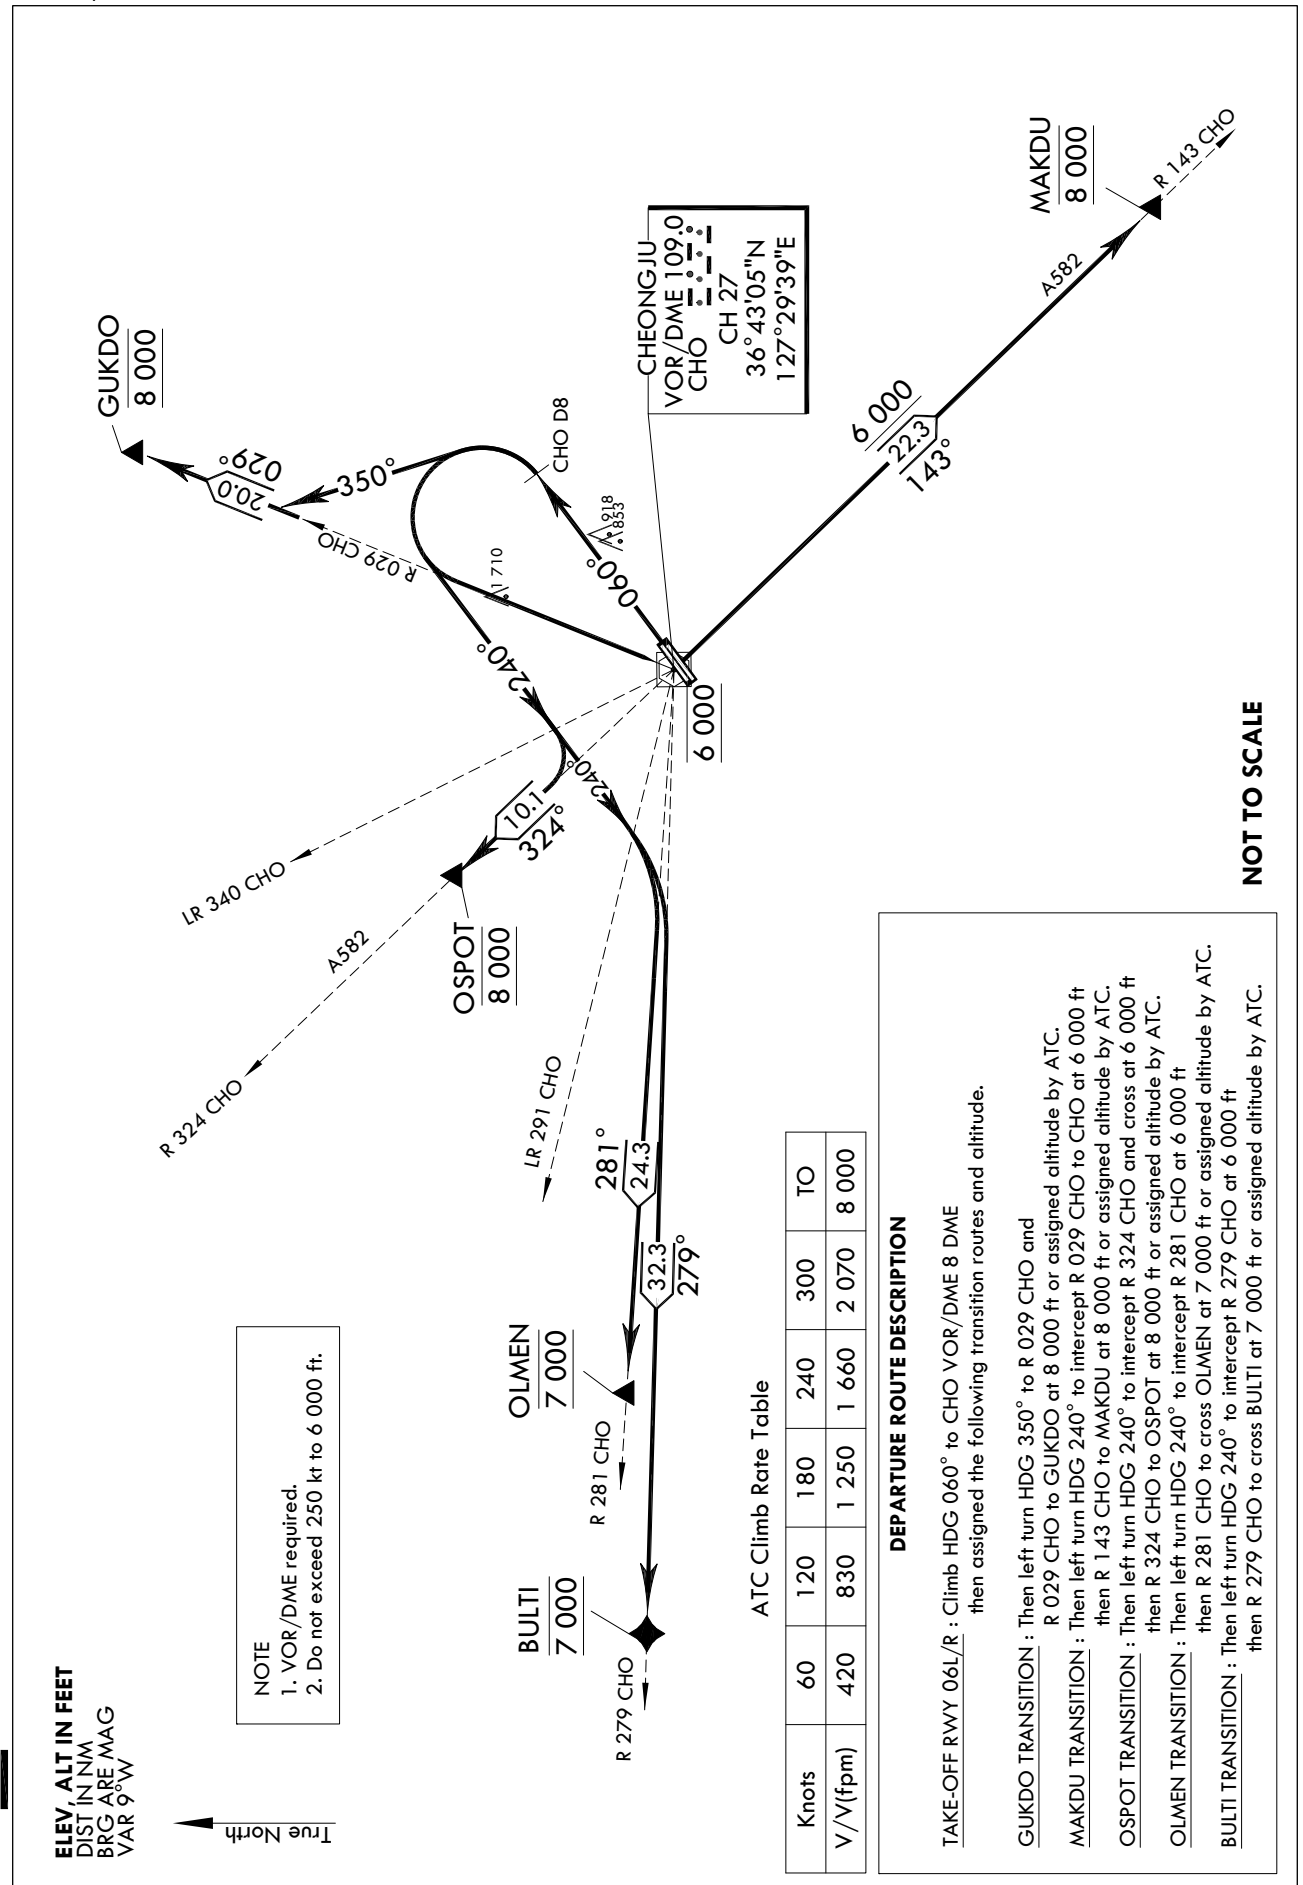 ELEV, ALT IN FEET
DIST IN NM
BRG ARE MAG
VAR 9°W
True North
NOTE
1. VOR/DME required.
2. Do not exceed 250 kt to 6 000 ft.
GUKDO
8 000
029°
20.0
350°
R 029 CHO
CHO D8
918
853
1 710
060°
240°
240°
LR 340 CHO
10.1
324°
OSPOT
8 000
A582
R 324 CHO
LR 291 CHO
CHEONGJU
VOR/DME 109.0
CHO
CH 27
36°43'05"N
127°29'39"E
6 000
6 000
22.3
143°
A582
MAKDU
8 000
R 143 CHO
281°
24.3
32.3
279°
OLMEN
7 000
R 281 CHO
BULTI
7 000
R 279 CHO
NOT TO SCALE
ATC Climb Rate Table
Knots 60 120 180 240 300 TO
V/V(fpm) 420 830 1 250 1 660 2 070 8 000
DEPARTURE ROUTE DESCRIPTION
TAKE-OFF RWY 06L/R : Climb HDG 060° to CHO VOR/DME 8 DME
then assigned the following transition routes and altitude.
GUKDO TRANSITION : Then left turn HDG 350° to R 029 CHO and
R 029 CHO to GUKDO at 8 000 ft or assigned altitude by ATC.
MAKDU TRANSITION : Then left turn HDG 240° to intercept R 029 CHO to CHO at 6 000 ft
then R 143 CHO to MAKDU at 8 000 ft or assigned altitude by ATC.
OSPOT TRANSITION : Then left turn HDG 240° to intercept R 324 CHO and cross at 6 000 ft
then R 324 CHO to OSPOT at 8 000 ft or assigned altitude by ATC.
OLMEN TRANSITION : Then left turn HDG 240° to intercept R 281 CHO at 6 000 ft
then R 281 CHO to cross OLMEN at 7 000 ft or assigned altitude by ATC.
BULTI TRANSITION : Then left turn HDG 240° to intercept R 279 CHO at 6 000 ft
then R 279 CHO to cross BULTI at 7 000 ft or assigned altitude by ATC.